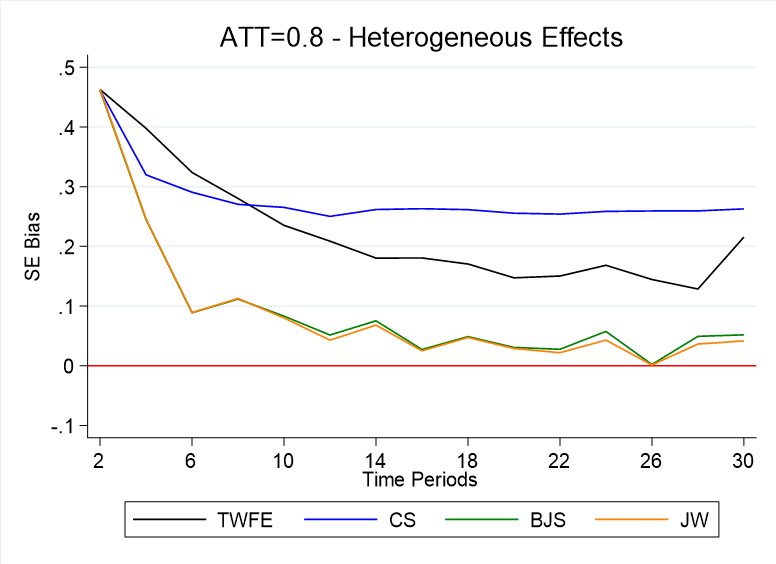 ATT=0.8 - Heterogeneous Effects
.5
.4
.3
.2
.1
0
-.1
SE Bias
2 6 10 14 18 22 26 30
Time Periods
TWFE CS BJS JW